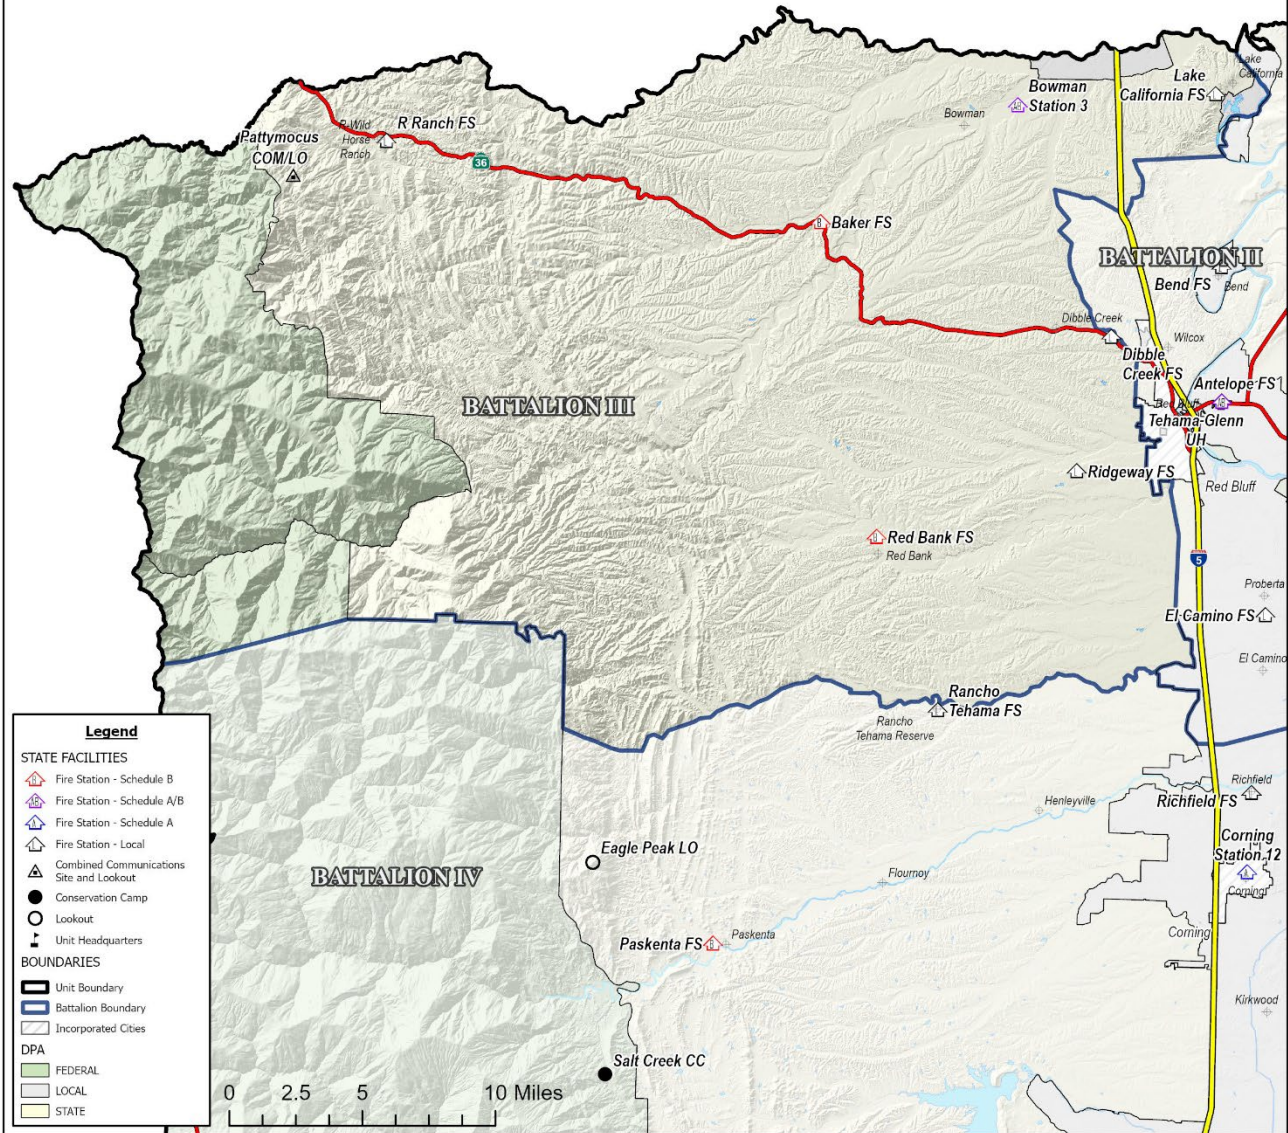 Lake
California
Lake
California FS
Bowman
Station 3
Bowman
R Ranch FS
R-Wild
Horse
Ranch
Pattymocus
COM/LO
36
Baker FS
BATTALION II
Bend FS
Bend
Dibble Creek
Wilcox
Dibble
Creek FS
Antelope FS
Red Bluff
Tehama-Glenn
UH
BATTALION III
Ridgeway FS
Red Bluff
Red Bank FS
Red Bank
5
Proberta
El Camino FS
El Camino
Rancho
Tehama FS
Rancho
Tehama Reserve
Richfield
Richfield FS
Henleyville
Corning
Station 12
Corning
Eagle Peak LO
BATTALION IV
Flournoy
Paskenta FS
Paskenta
Corning
Kirkwood
Salt Creek CC
0 2.5 5 10 Miles
Legend
STATE FACILITIES
B Fire Station - Schedule B
AB Fire Station - Schedule A/B
A Fire Station - Schedule A
L Fire Station - Local
Combined Communications
Site and Lookout
Conservation Camp
Lookout
Unit Headquarters
BOUNDARIES
Unit Boundary
Battalion Boundary
Incorporated Cities
DPA
FEDERAL
LOCAL
STATE